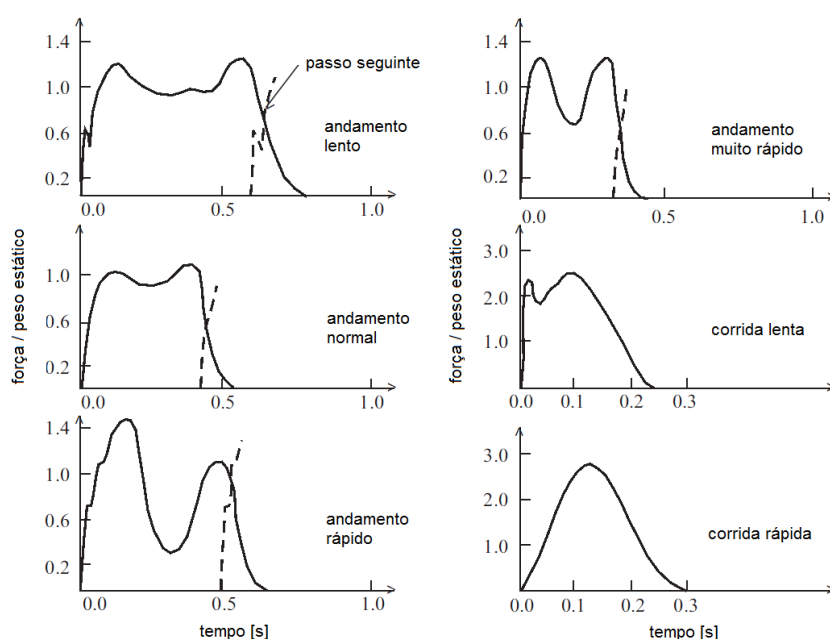 1.4
1.0
0.6
0.2
0.0
0.5
1.0
passo seguinte
andamento
lento
1.4
1.0
0.6
0.2
0.0
0.5
1.0
andamento
muito rápido
força / peso estático
1.0
0.6
0.2
0.0
0.5
1.0
andamento
normal
força / peso estático
3.0
2.0
1.0
0.0
0.1
0.2
0.3
corrida lenta
1.4
1.0
0.6
0.2
0.0
0.5
1.0
andamento
rápido
tempo [s]
3.0
2.0
1.0
0.0
0.1
0.2
0.3
corrida rápida
tempo [s]